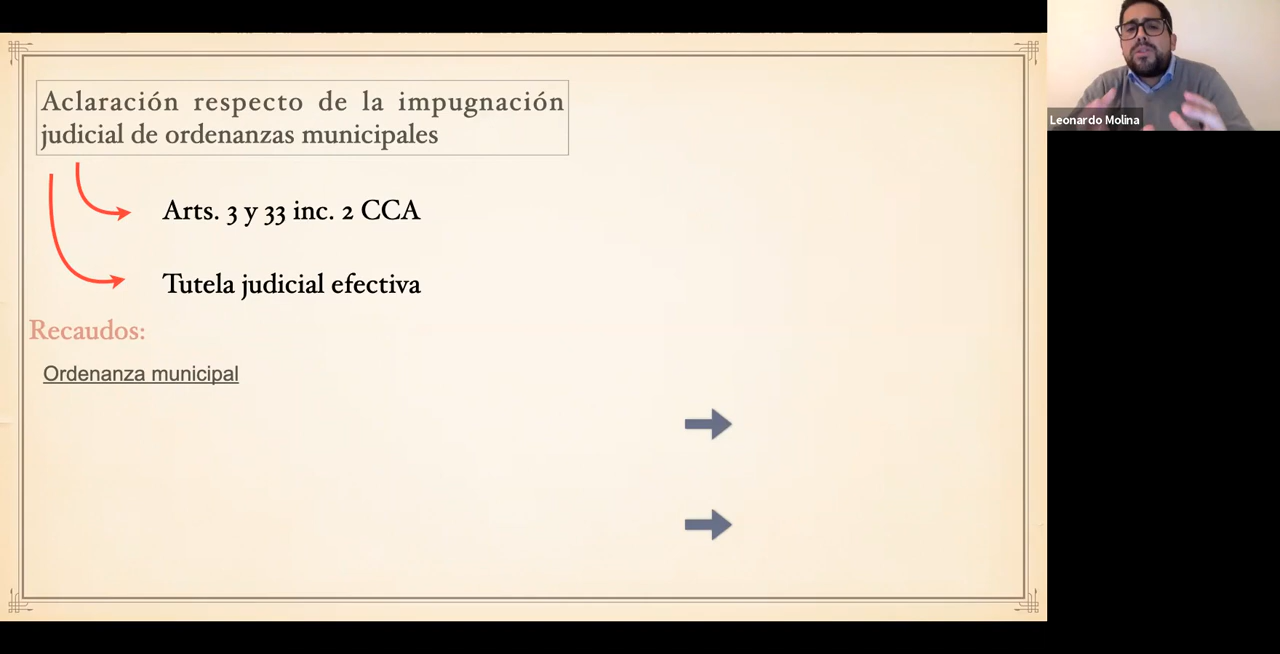 Aclaración respecto de la impugnación
judicial de ordenanzas municipales
Arts. 3 y 33 inc. 2 CCA
Tutela judicial efectiva
Recaudos:
Ordenanza municipal
Leonardo Molina